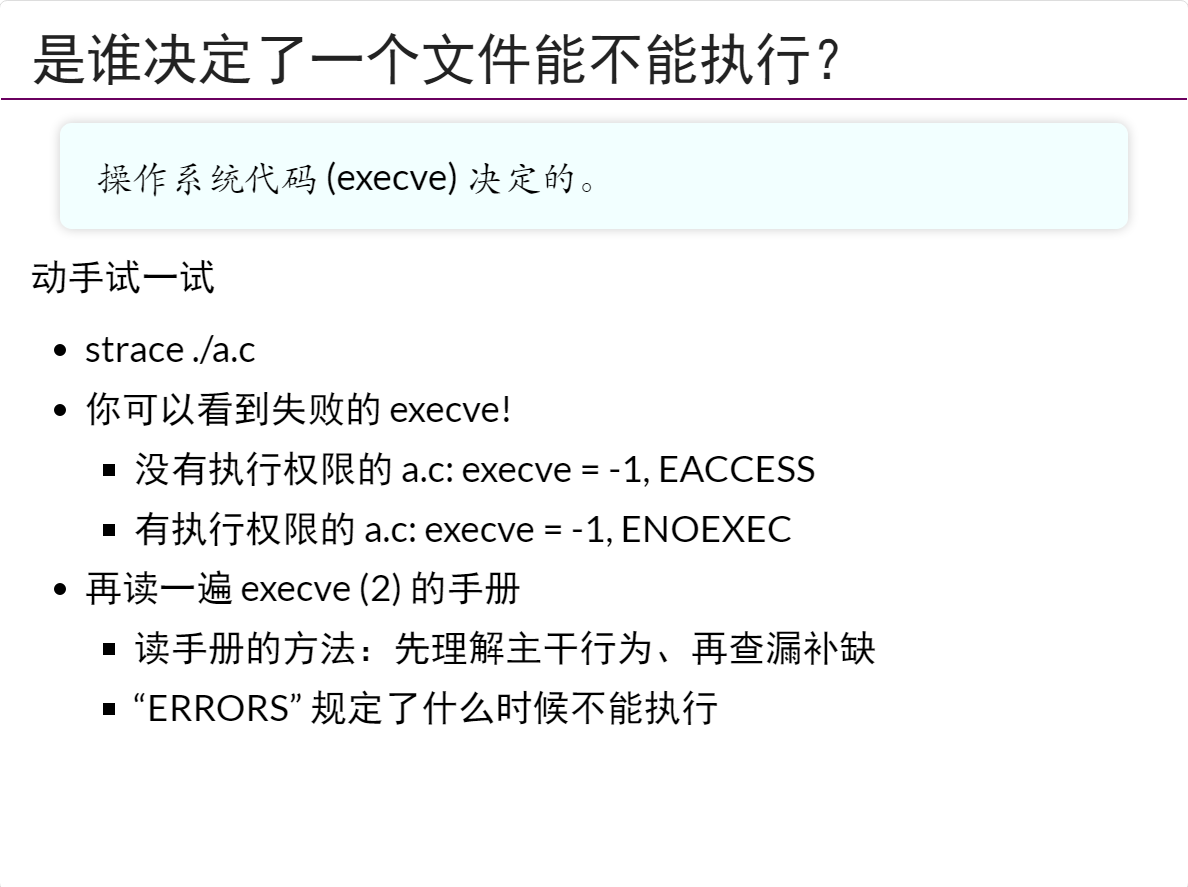 是谁决定了一个文件能不能执行？
操作系统代码 (execve) 决定的。
动手试一试
strace ./a.c
你可以看到失败的 execve!
没有执行权限的 a.c: execve = -1, EACCESS
有执行权限的 a.c: execve = -1, ENOEXEC
再读一遍 execve (2) 的手册
读手册的方法：先理解主干行为、再查漏补缺
“ERRORS” 规定了什么时候不能执行